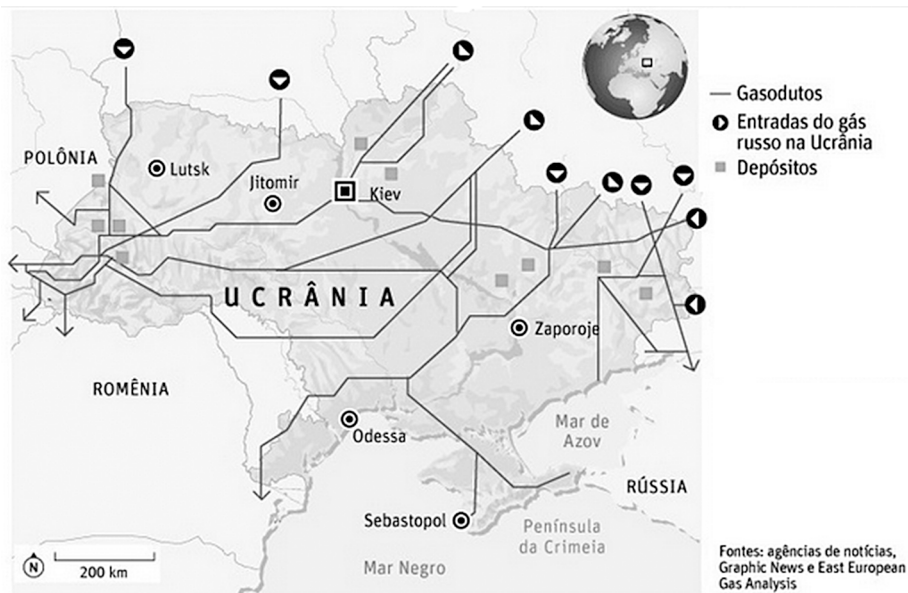 POLÔNIA
Lutsk
Jitomir
Kiev
UCRÂNIA
Zaporoje
ROMÊNIA
Odessa
Mar de
Azov
RÚSSIA
Sebastopol
Península
da Crimeia
Mar Negro
N
200 km
Gasodutos
Entradas do gás
russo na Ucrânia
Depósitos
Fontes: agências de notícias,
Graphic News e East European
Gas Analysis